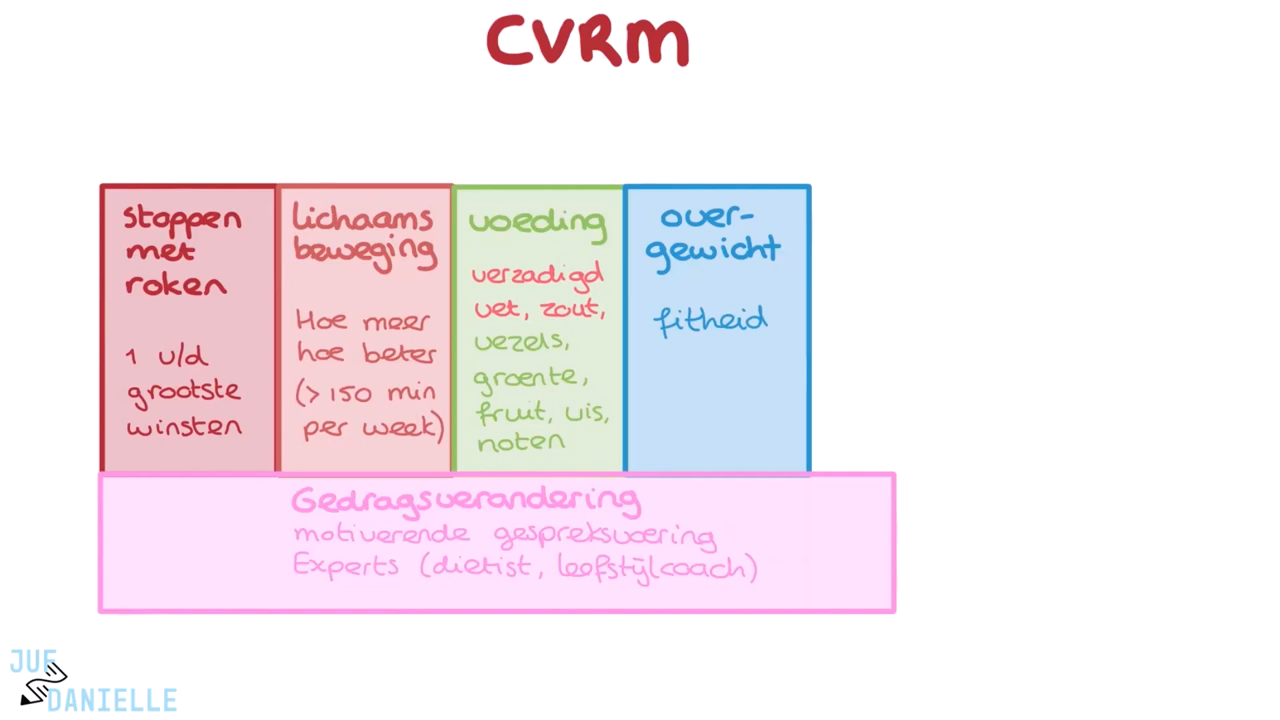 CVRM
stoppen
met
roken
1 v/d
grootste
winsten
lichaams
beweging
Hoe meer
hoe beter
(>150 min
per week)
voeding
verzadigd
vet, zout,
vezels,
groente,
fruit, vis,
noten
over-
gewicht
fitheid
Gedragsverandering
motiverende gespreksvoering
Experts (diëtist, leefstijlcoach)
JUF
DANIELLE